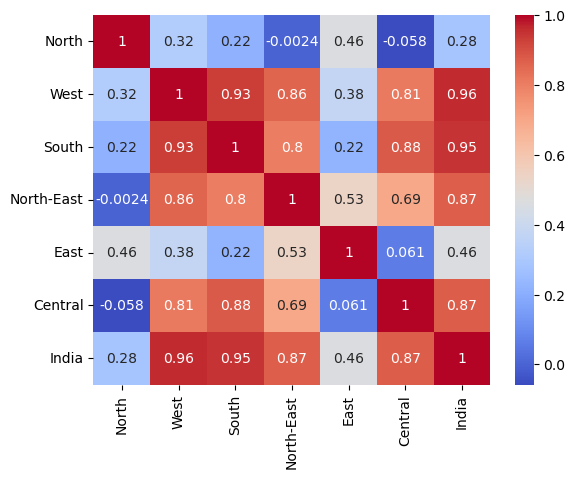 North 1 0.32 0.22 -0.0024 0.46 -0.058 0.28
West 0.32 1 0.93 0.86 0.38 0.81 0.96
South 0.22 0.93 1 0.8 0.22 0.88 0.95
North-East -0.0024 0.86 0.8 1 0.53 0.69 0.87
East 0.46 0.38 0.22 0.53 1 0.061 0.46
Central -0.058 0.81 0.88 0.69 0.061 1 0.87
India 0.28 0.96 0.95 0.87 0.46 0.87 1
North West South North-East East Central India
1.0
0.8
0.6
0.4
0.2
0.0